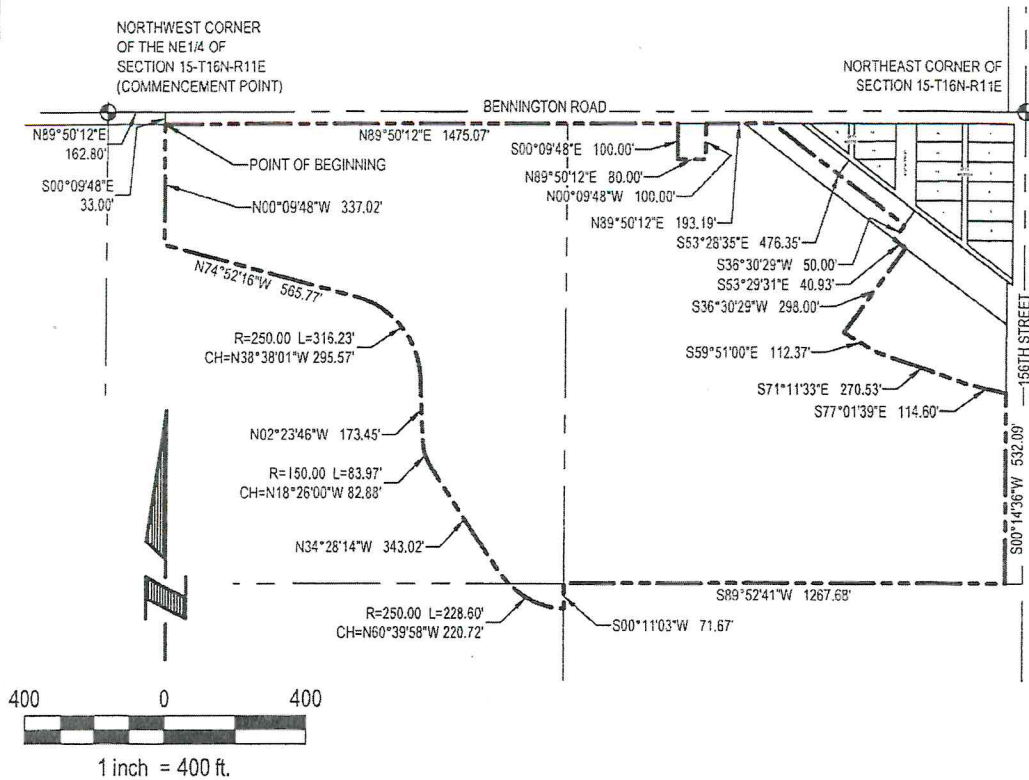 NORTHWEST CORNER
OF THE NE1/4 OF
SECTION 15-T16N-R11E
(COMMENCEMENT POINT)
NORTHEAST CORNER OF
SECTION 15-T16N-R11E
BENNINGTON ROAD
N89°50'12"E
162.80'
N89°50'12"E 1475.07'
S00°09'48"E
33.00'
POINT OF BEGINNING
N00°09'48"W 337.02'
S00°09'48"E 100.00'
N89°50'12"E 80.00'
N00°09'48"W 100.00'
N89°50'12"E 193.19'
S53°28'35"E 476.35'
S36°30'29"W 50.00'
S53°29'31"E 40.93'
S36°30'29"W 298.00'
S59°51'00"E 112.37'
S71°11'33"E 270.53'
S77°01'39"E 114.60'
156TH STREET
S00°14'36"W 532.09'
N74°52'16"W 565.77'
R=250.00 L=316.23'
CH=N38°38'01"W 295.57'
N02°23'46"W 173.45'
R=150.00 L=83.97'
CH=N18°26'00"W 82.88'
N34°28'14"W 343.02'
R=250.00 L=228.60'
CH=N60°39'58"W 220.72'
S00°11'03"W 71.67'
S89°52'41"W 1267.68'
400 0 400
1 inch = 400 ft.